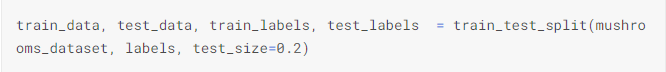 train_data, test_data, train_labels, test_labels  = train_test_split(mushro
oms_dataset, labels, test_size=0.2)